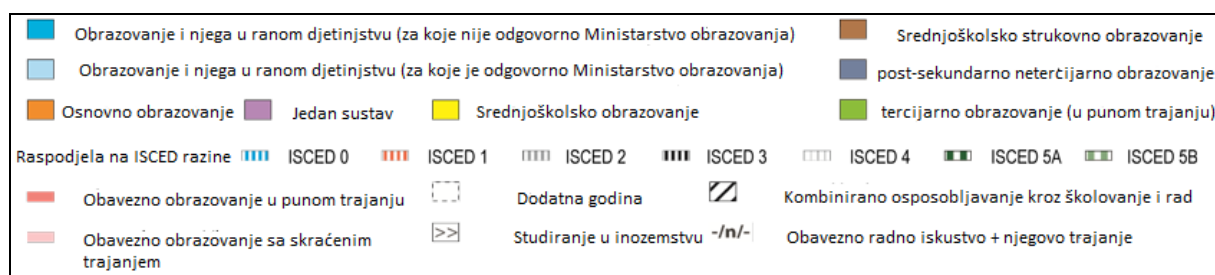 Obrazovanje i njega u ranom djetinjstvu (za koje nije odgovorno Ministarstvo obrazovanja) Srednjoškolsko strukovno obrazovanje
Obrazovanje i njega u ranom djetinjstvu (za koje je odgovorno Ministarstvo obrazovanja) post-sekundarno netercijarno obrazovanje
Osnovno obrazovanje Jedan sustav Srednjoškolsko obrazovanje tercijarno obrazovanje (u punom trajanju)
Raspodjela na ISCED razine ISCED 0 ISCED 1 ISCED 2 ISCED 3 ISCED 4 ISCED 5A ISCED 5B
Obavezno obrazovanje u punom trajanju Dodatna godina Kombinirano osposobljavanje kroz školovanje i rad
Obavezno obrazovanje sa skraćenim >> Studiranje u inozemstvu -/n/- Obavezno radno iskustvo + njegovo trajanje
trajanjem